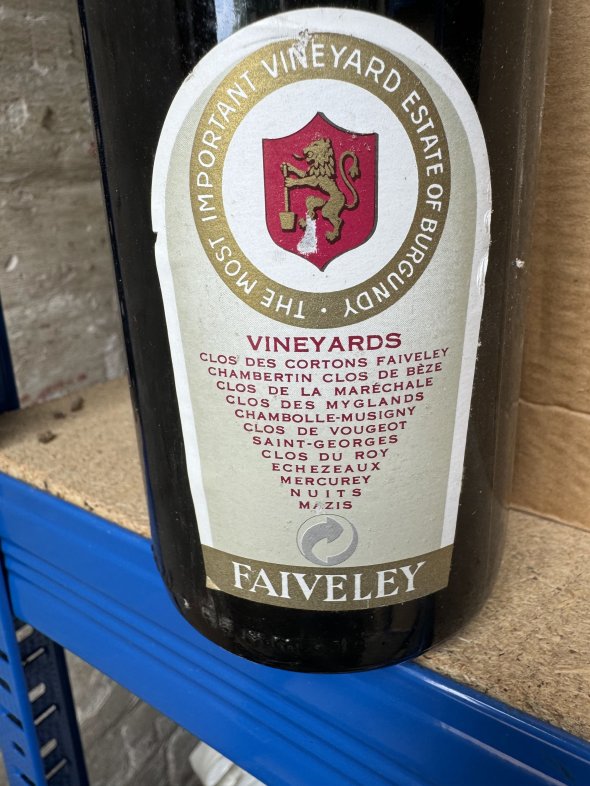 THE MOST IMPORTANT VINEYARD ESTATE OF BURGUNDY ·
VINEYARDS
CLOS DES CORTONS FAIVELEY
CHAMBERTIN CLOS DE BÈZE
CLOS DE LA MARÉCHALE
CLOS DES MYGLANDS
CHAMBOLLE-MUSIGNY
CLOS DE VOUGEOT
SAINT-GEORGES
CLOS DU ROY
ECHEZEAUX
MERCUREY
NUITS
MAZIS
FAIVELEY